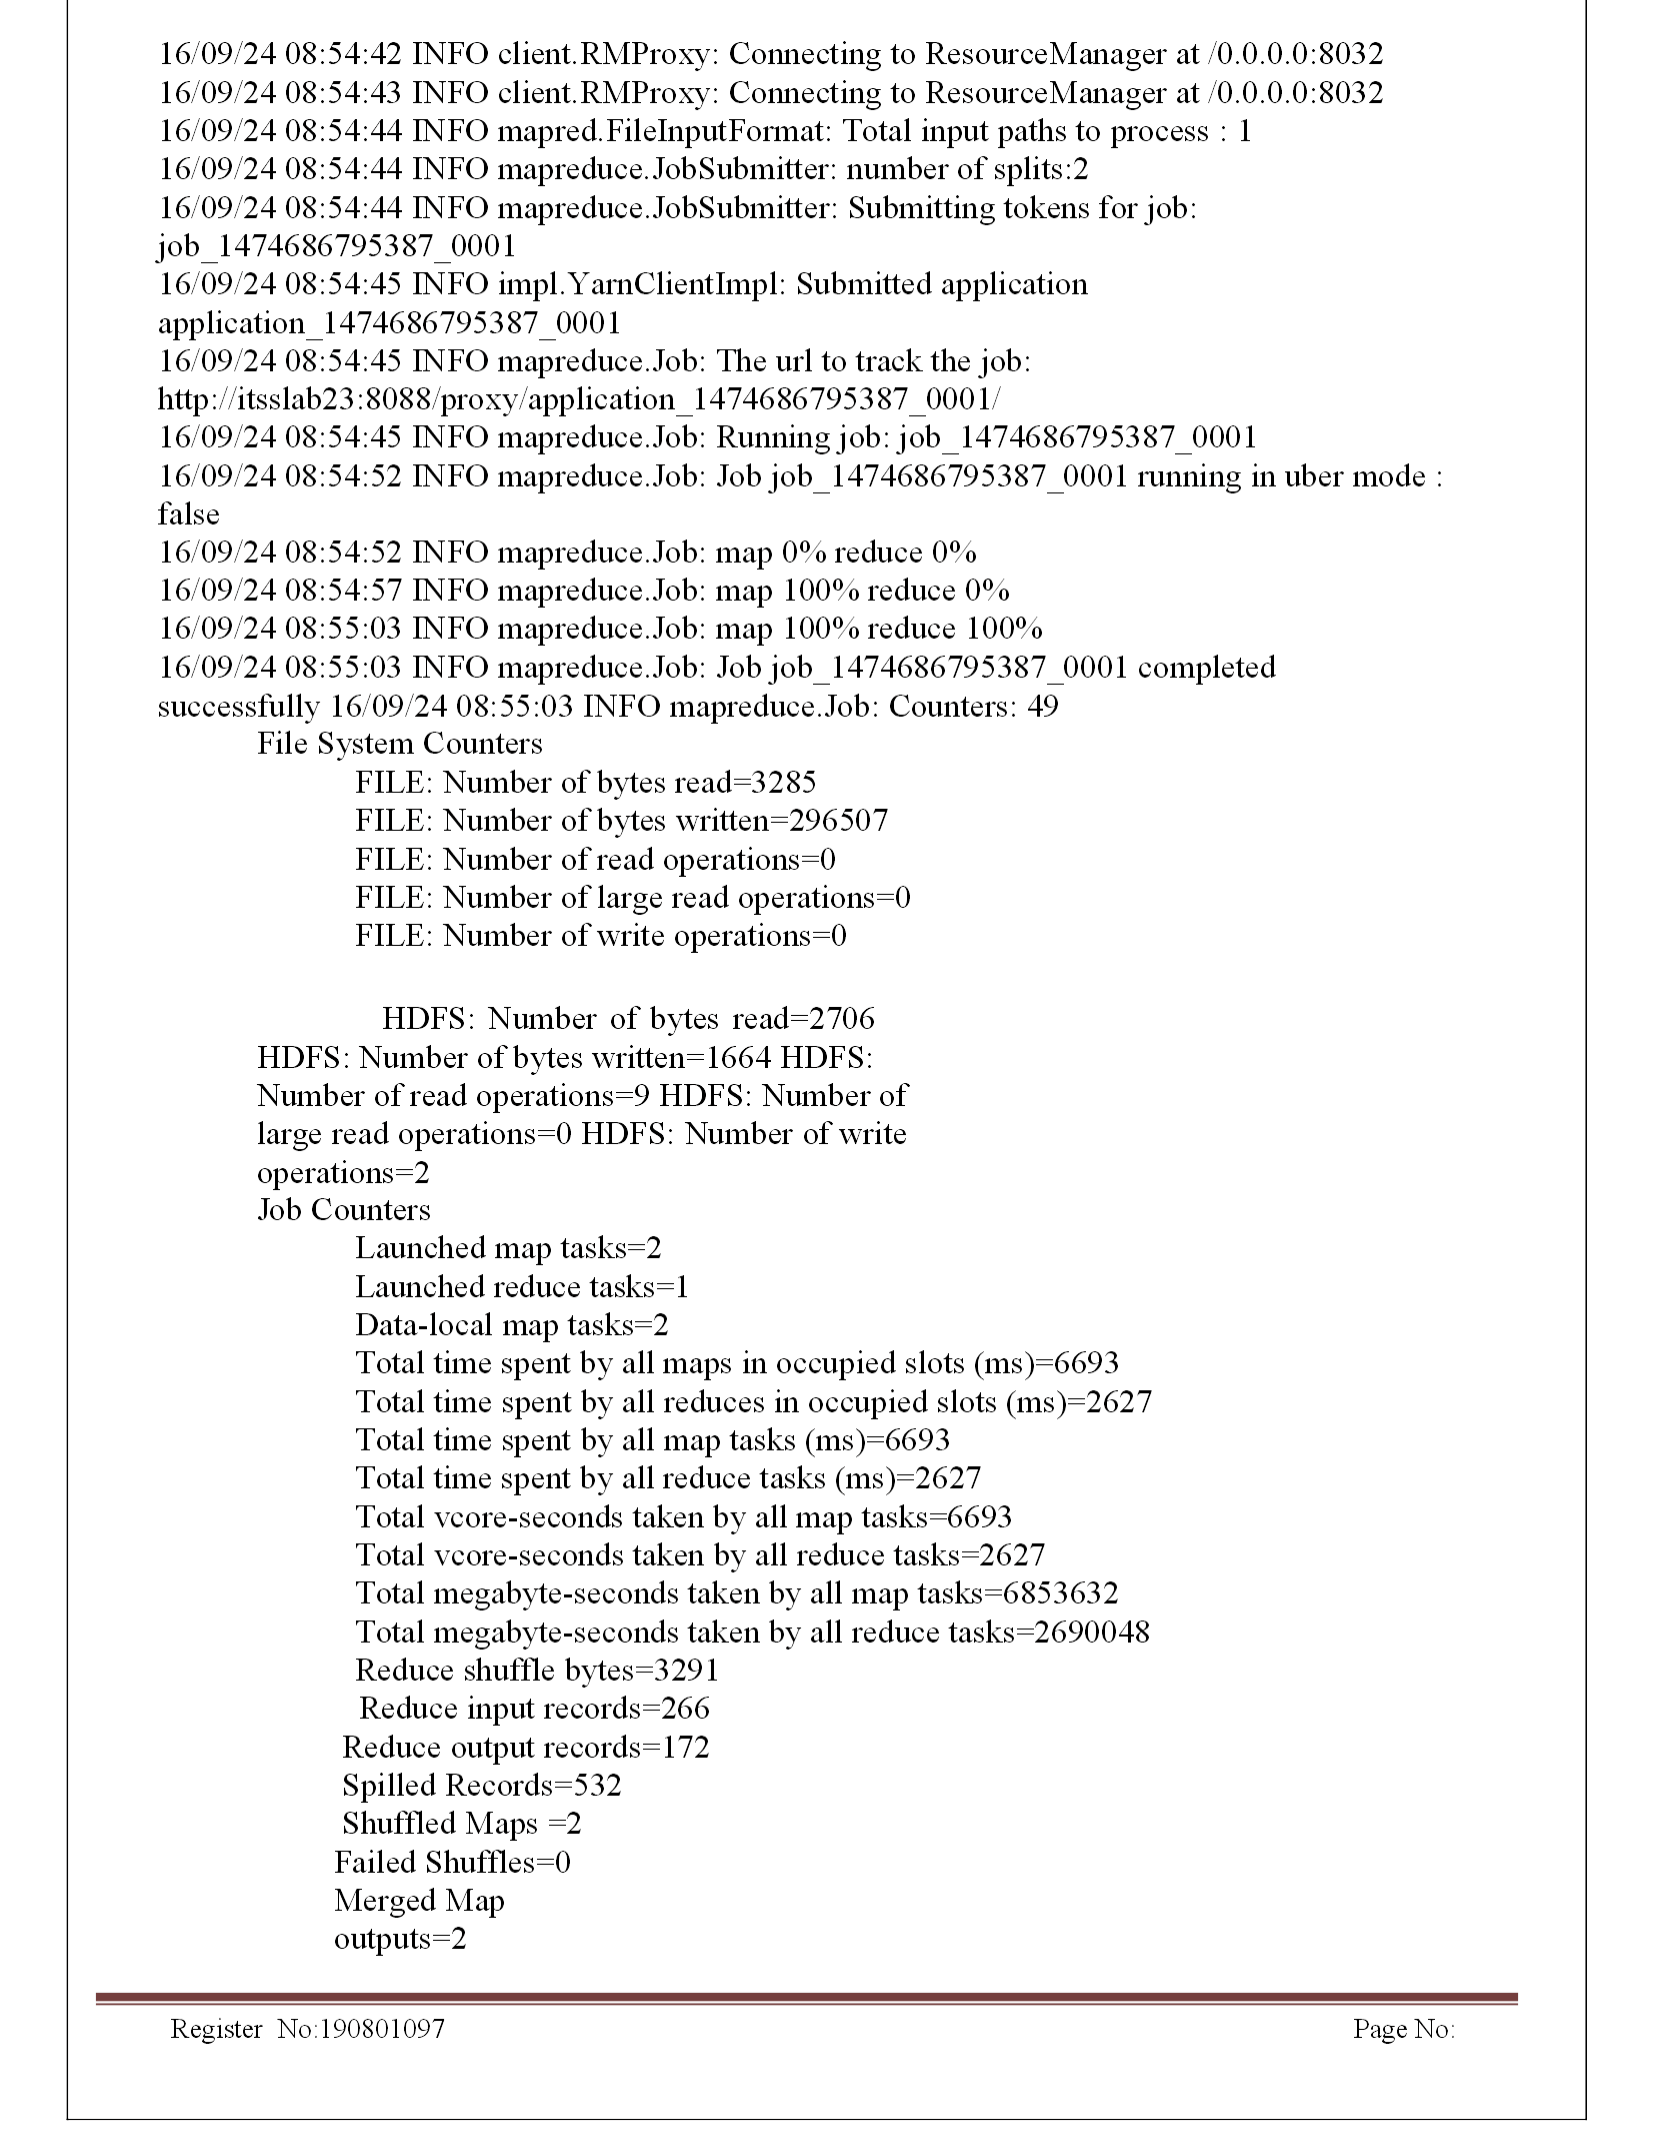 16/09/24 08:54:42 INFO client.RMProxy: Connecting to ResourceManager at /0.0.0.0:8032
16/09/24 08:54:43 INFO client.RMProxy: Connecting to ResourceManager at /0.0.0.0:8032
16/09/24 08:54:44 INFO mapred.FileInputFormat: Total input paths to process : 1
16/09/24 08:54:44 INFO mapreduce.JobSubmitter: number of splits:2
16/09/24 08:54:44 INFO mapreduce.JobSubmitter: Submitting tokens for job:
job_1474686795387_0001
16/09/24 08:54:45 INFO impl.YarnClientImpl: Submitted application
application_1474686795387_0001
16/09/24 08:54:45 INFO mapreduce.Job: The url to track the job:
http://itsslab23:8088/proxy/application_1474686795387_0001/
16/09/24 08:54:45 INFO mapreduce.Job: Running job: job_1474686795387_0001
16/09/24 08:54:52 INFO mapreduce.Job: Job job_1474686795387_0001 running in uber mode :
false
16/09/24 08:54:52 INFO mapreduce.Job: map 0% reduce 0%
16/09/24 08:54:57 INFO mapreduce.Job: map 100% reduce 0%
16/09/24 08:55:03 INFO mapreduce.Job: map 100% reduce 100%
16/09/24 08:55:03 INFO mapreduce.Job: Job job_1474686795387_0001 completed
successfully 16/09/24 08:55:03 INFO mapreduce.Job: Counters: 49
File System Counters
FILE: Number of bytes read=3285
FILE: Number of bytes written=296507
FILE: Number of read operations=0
FILE: Number of large read operations=0
FILE: Number of write operations=0
HDFS: Number of bytes read=2706
HDFS: Number of bytes written=1664 HDFS:
Number of read operations=9 HDFS: Number of
large read operations=0 HDFS: Number of write
operations=2
Job Counters
Launched map tasks=2
Launched reduce tasks=1
Data-local map tasks=2
Total time spent by all maps in occupied slots (ms)=6693
Total time spent by all reduces in occupied slots (ms)=2627
Total time spent by all map tasks (ms)=6693
Total time spent by all reduce tasks (ms)=2627
Total vcore-seconds taken by all map tasks=6693
Total vcore-seconds taken by all reduce tasks=2627
Total megabyte-seconds taken by all map tasks=6853632
Total megabyte-seconds taken by all reduce tasks=2690048
Reduce shuffle bytes=3291
Reduce input records=266
Reduce output records=172
Spilled Records=532
Shuffled Maps =2
Failed Shuffles=0
Merged Map
outputs=2
Register No:190801097 Page No: